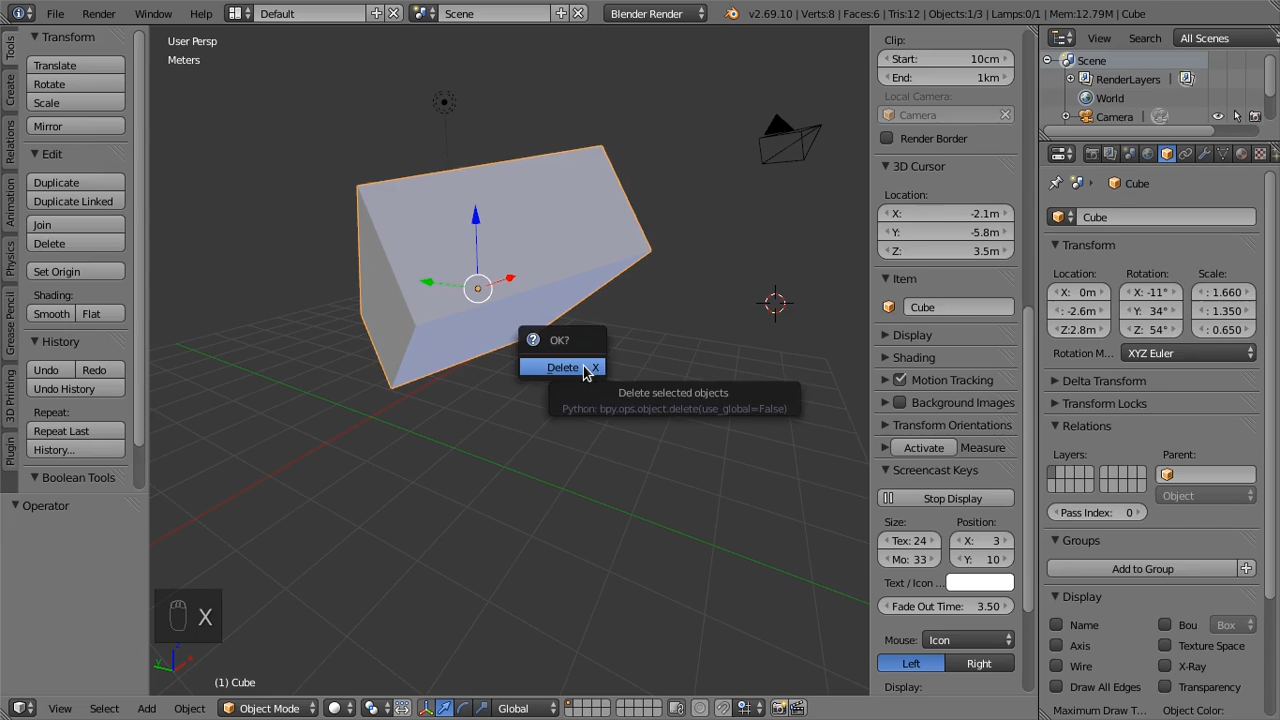 File Render Window Help Default Scene Blender Render v2.69.10 | Verts:8 | Faces:6 | Tris:12 | Objects:1/3 | Lamps:0/1 | Mem:12.79M | Cube
Tools
Create
Relations
Animation
Physics
Grease Pencil
3D Printing
Plugin
Transform
Translate
Rotate
Scale
Mirror
Edit
Duplicate
Duplicate Linked
Join
Delete
Set Origin
Shading:
Smooth Flat
History
Undo Redo
Undo History
Repeat:
Repeat Last
History...
Boolean Tools
Operator
User Persp
Meters
OK?
Delete X
Delete selected objects
Python: bpy.ops.object.delete(use_global=False)
X
(1) Cube
View Select Add Object Object Mode Global
Clip:
Start: 10cm
End: 1km
Local Camera:
Camera
Render Border
3D Cursor
Location:
X: -2.1m
Y: -5.8m
Z: 3.5m
Item
Cube
Display
Shading
Motion Tracking
Background Images
Transform Orientations
Activate Measure
Screencast Keys
Stop Display
Size: Position:
Tex: 24 X: 3
Mo: 33 Y: 10
Text / Icon ...
Fade Out Time: 3.50
Mouse: Icon
Left Right
Display:
View Search All Scenes
Scene
RenderLayers
World
Camera
Cube
Cube
Transform
Location: Rotation: Scale:
X: 0m X: -11° : 1.660
: -2.6m Y: 34° : 1.350
Z:2.8m Z: 54° : 0.650
Rotation M... XYZ Euler
Delta Transform
Transform Locks
Relations
Layers: Parent:
Object
Pass Index: 0
Groups
Add to Group
Display
Name Bou Box
Axis Texture Space
Wire X-Ray
Draw All Edges Transparency
Maximum Draw T... Object Color: